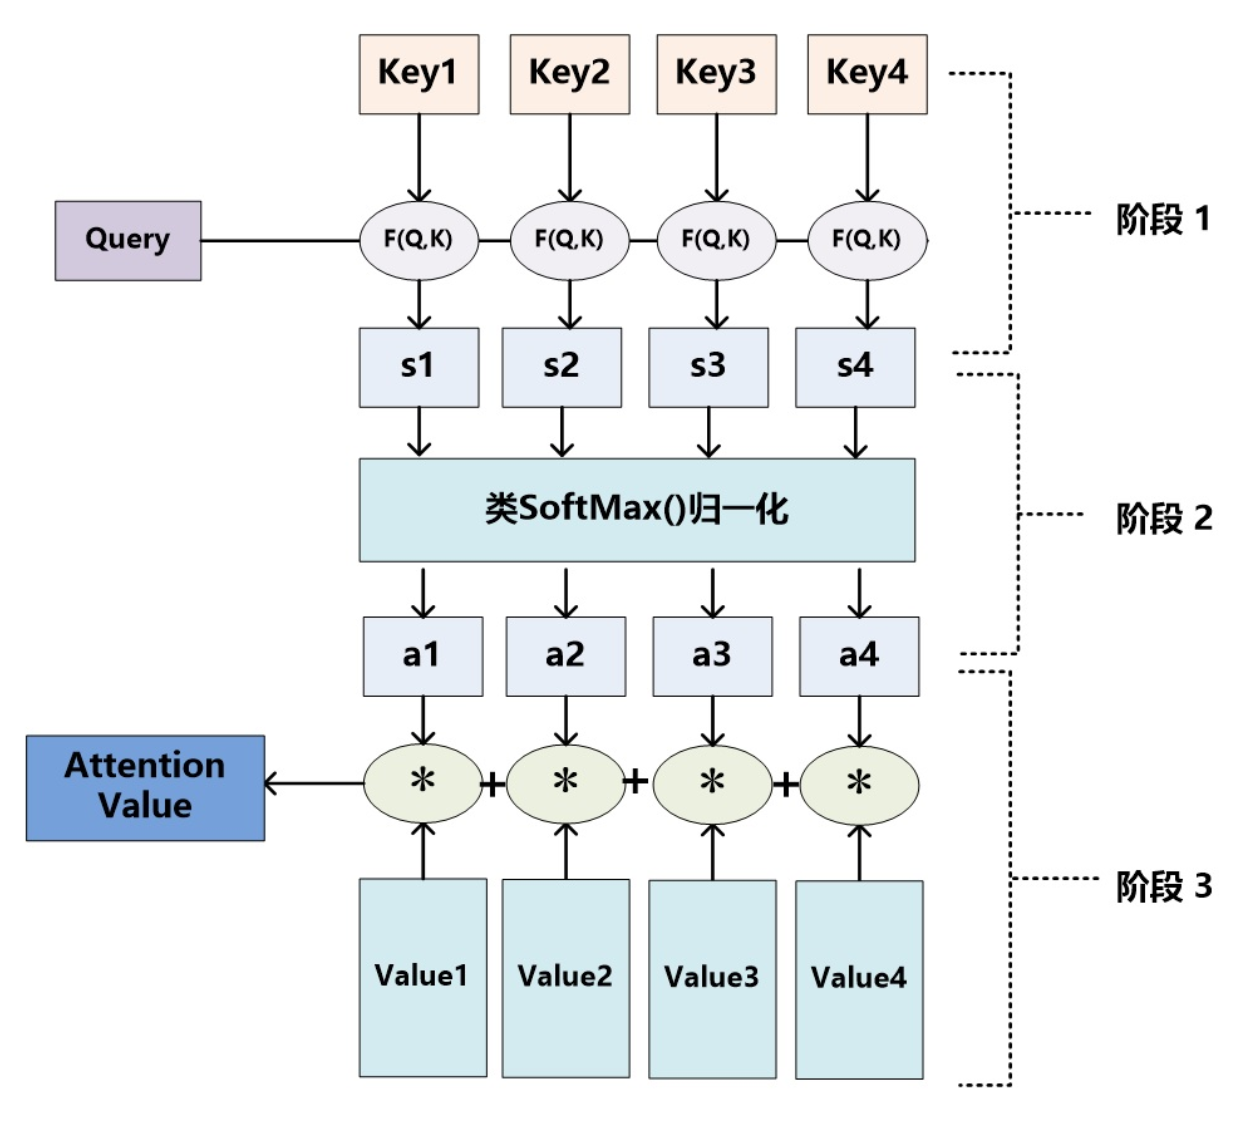 Key1
Key2
Key3
Key4
阶段 1
Query
F(Q,K)
F(Q,K)
F(Q,K)
F(Q,K)
s1
s2
s3
s4
类SoftMax()归一化
阶段 2
a1
a2
a3
a4
Attention
Value
*
+
*
+
*
+
*
阶段 3
Value1
Value2
Value3
Value4